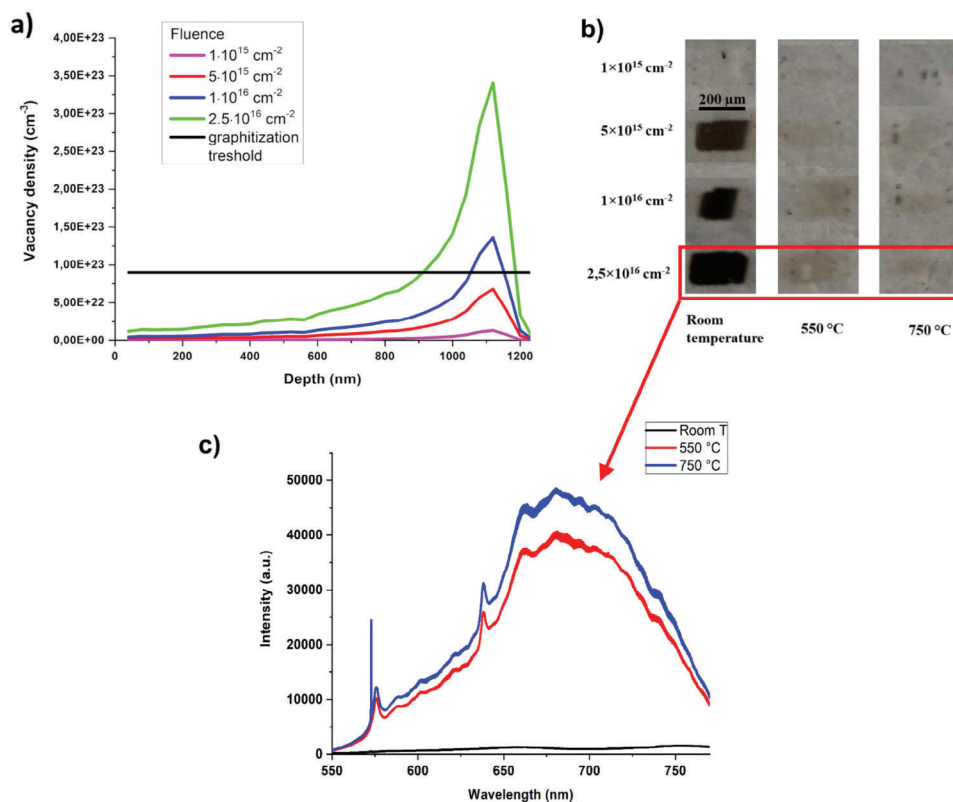 a)
Fluence
1·10¹⁵ cm⁻²
5·10¹⁵ cm⁻²
1·10¹⁶ cm⁻²
2.5·10¹⁶ cm⁻²
graphitization
treshold
Vacancy density (cm⁻³)
4,00E+23
3,50E+23
3,00E+23
2,50E+23
2,00E+23
1,50E+23
1,00E+23
5,00E+22
0,00E+00
0 200 400 600 800 1000 1200
Depth (nm)
b)
1×10¹⁵ cm⁻²
200 µm
5×10¹⁵ cm⁻²
1×10¹⁶ cm⁻²
2,5×10¹⁶ cm⁻²
Room
temperature
550 °C
750 °C
c)
Room T
550 °C
750 °C
Intensity (a.u.)
50000
40000
30000
20000
10000
0
550 600 650 700 750
Wavelength (nm)